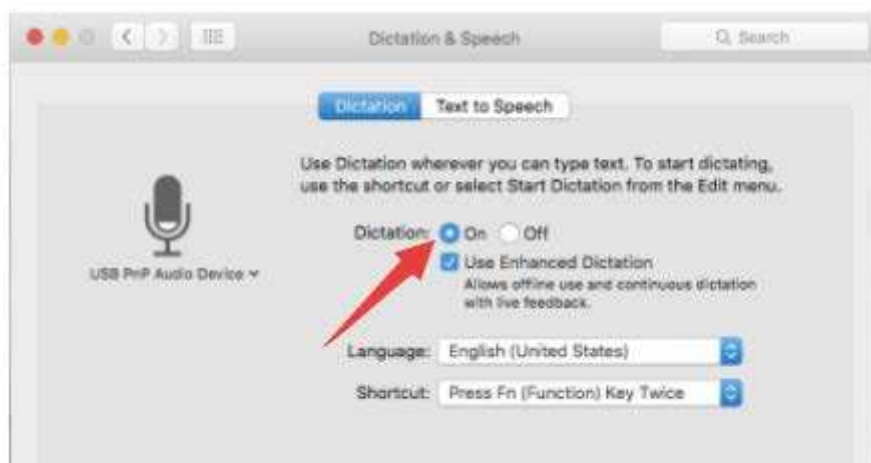 Dictation & Speech
Search
Dictation Text to Speech
Use Dictation wherever you can type text. To start dictating,
use the shortcut or select Start Dictation from the Edit menu.
Dictation: On Off
USB PnP Audio Device
Use Enhanced Dictation
Allows offline use and continuous dictation
with live feedback.
Language: English (United States)
Shortcut: Press Fn (Function) Key Twice